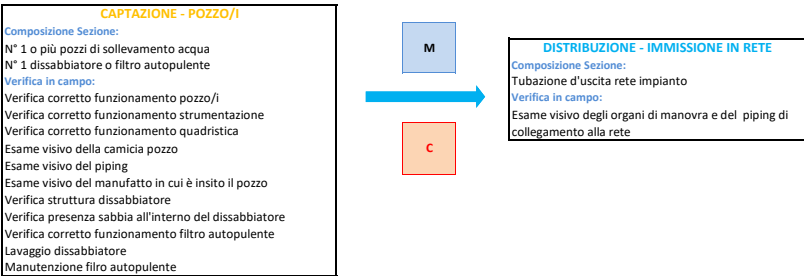 CAPTAZIONE - POZZO/I
Composizione Sezione:
N° 1 o più pozzi di sollevamento acqua
N° 1 dissabbiatore o filtro autopulente
Verifica in campo:
Verifica corretto funzionamento pozzo/i
Verifica corretto funzionamento strumentazione
Verifica corretto funzionamento quadristica
Esame visivo della camicia pozzo
Esame visivo del piping
Esame visivo del manufatto in cui è insito il pozzo
Verifica struttura dissabbiatore
Verifica presenza sabbia all'interno del dissabbiatore
Verifica corretto funzionamento filtro autopulente
Lavaggio dissabbiatore
Manutenzione filro autopulente
M
C
DISTRIBUZIONE - IMMISSIONE IN RETE
Composizione Sezione:
Tubazione d'uscita rete impianto
Verifica in campo:
Esame visivo degli organi di manovra e del piping di
collegamento alla rete